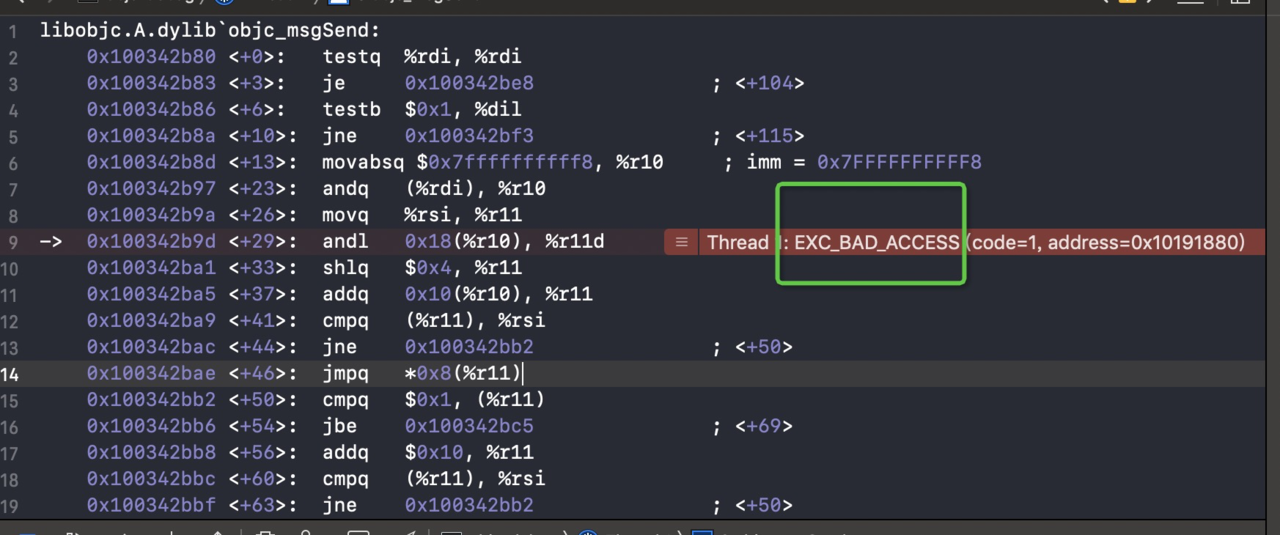 1 libobjc.A.dylib`objc_msgSend:
2 0x100342b80 <+0>: testq %rdi, %rdi
3 0x100342b83 <+3>: je 0x100342be8 ; <+104>
4 0x100342b86 <+6>: testb $0x1, %dil
5 0x100342b8a <+10>: jne 0x100342bf3 ; <+115>
6 0x100342b8d <+13>: movabsq $0x7ffffffffff8, %r10 ; imm = 0x7FFFFFFFFFF8
7 0x100342b97 <+23>: andq (%rdi), %r10
8 0x100342b9a <+26>: movq %rsi, %r11
9 -> 0x100342b9d <+29>: andl 0x18(%r10), %r11d Thread 1: EXC_BAD_ACCESS (code=1, address=0x10191880)
10 0x100342ba1 <+33>: shlq $0x4, %r11
11 0x100342ba5 <+37>: addq 0x10(%r10), %r11
12 0x100342ba9 <+41>: cmpq (%r11), %rsi
13 0x100342bac <+44>: jne 0x100342bb2 ; <+50>
14 0x100342bae <+46>: jmpq *0x8(%r11)
15 0x100342bb2 <+50>: cmpq $0x1, (%r11)
16 0x100342bb6 <+54>: jbe 0x100342bc5 ; <+69>
17 0x100342bb8 <+56>: addq $0x10, %r11
18 0x100342bbc <+60>: cmpq (%r11), %rsi
19 0x100342bbf <+63>: jne 0x100342bb2 ; <+50>